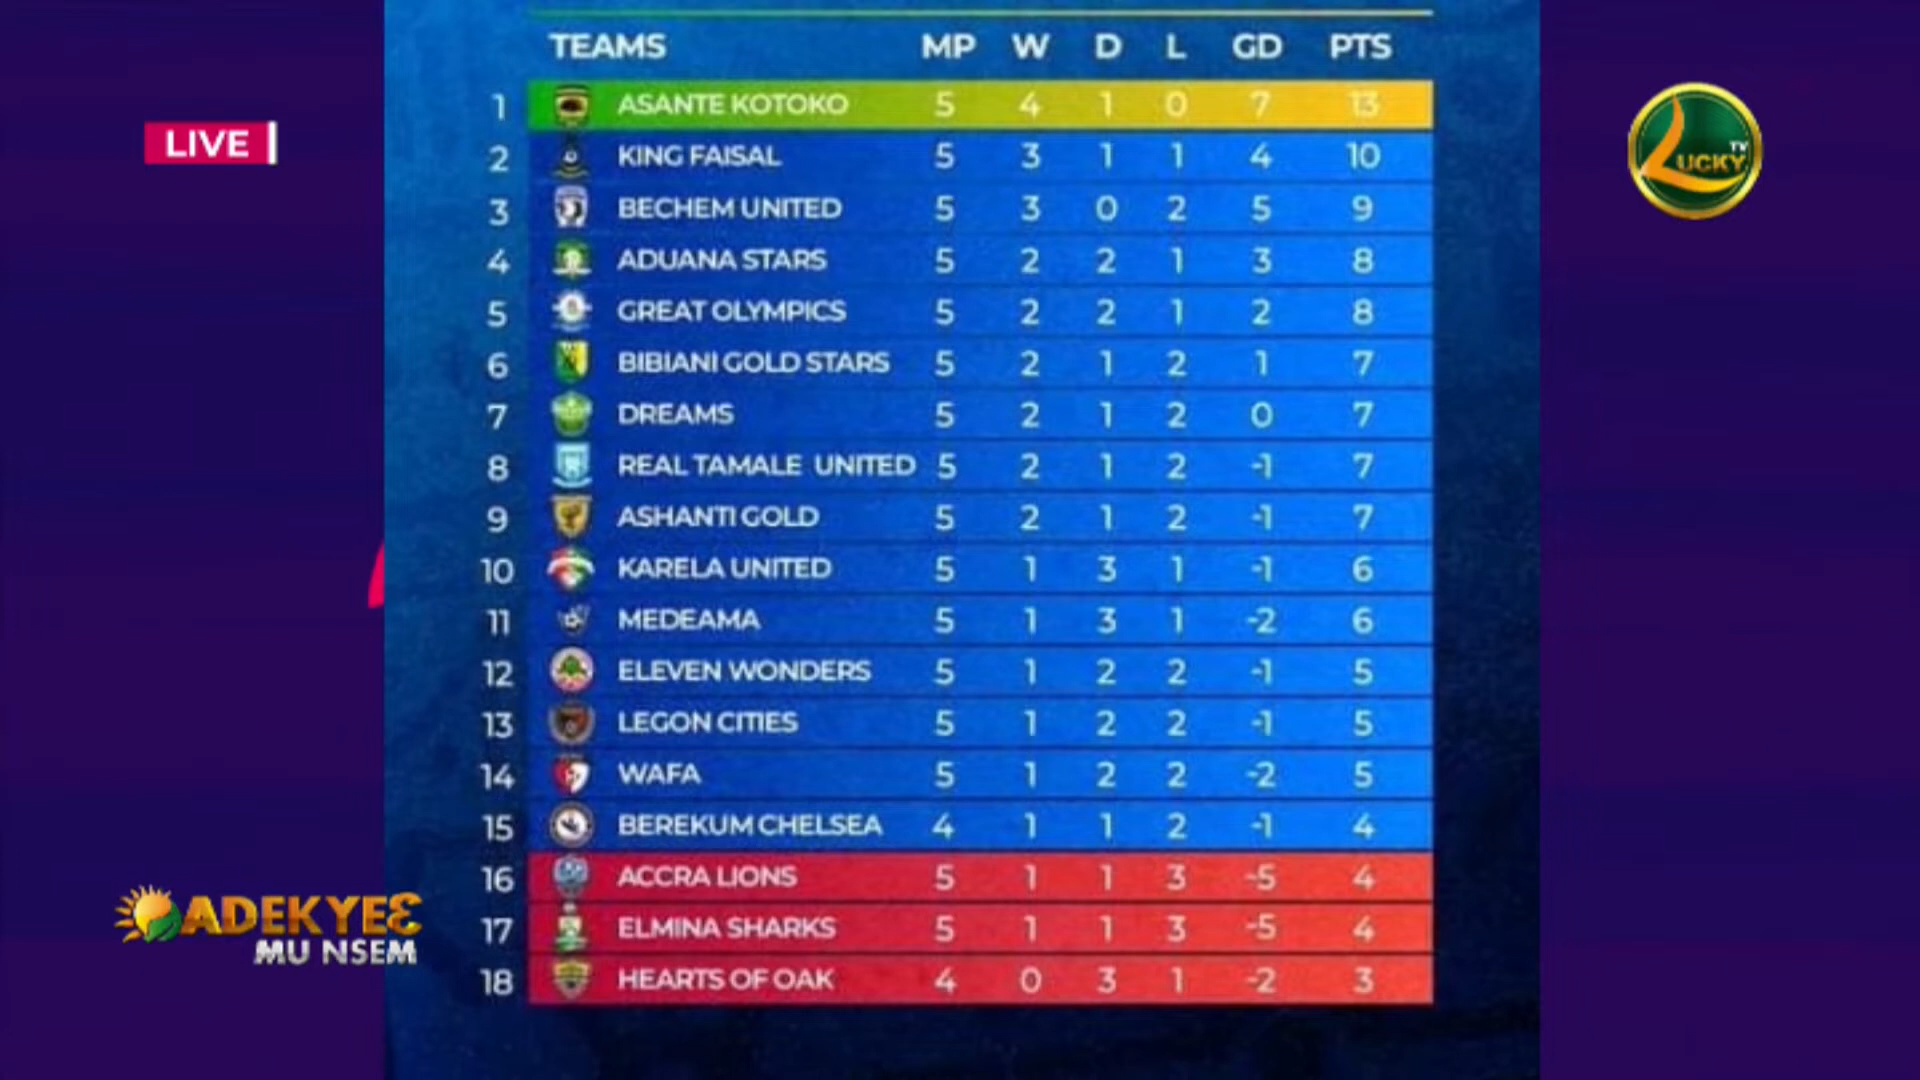 TEAMS MP W D L GD PTS
1 ASANTE KOTOKO 5 4 1 0 7 13
2 KING FAISAL 5 3 1 1 4 10
3 BECHEM UNITED 5 3 0 2 5 9
4 ADUANA STARS 5 2 2 1 3 8
5 GREAT OLYMPICS 5 2 2 1 2 8
6 BIBIANI GOLD STARS 5 2 1 2 1 7
7 DREAMS 5 2 1 2 0 7
8 REAL TAMALE UNITED 5 2 1 2 -1 7
9 ASHANTI GOLD 5 2 1 2 -1 7
10 KARELA UNITED 5 1 3 1 -1 6
11 MEDEAMA 5 1 3 1 -2 6
12 ELEVEN WONDERS 5 1 2 2 -1 5
13 LEGON CITIES 5 1 2 2 -1 5
14 WAFA 5 1 2 2 -2 5
15 BEREKUM CHELSEA 4 1 1 2 -1 4
16 ACCRA LIONS 5 1 1 3 -5 4
17 ELMINA SHARKS 5 1 1 3 -5 4
18 HEARTS OF OAK 4 0 3 1 -2 3
LIVE
LUCKY TV
ADEKYEƐ
MU NSEM